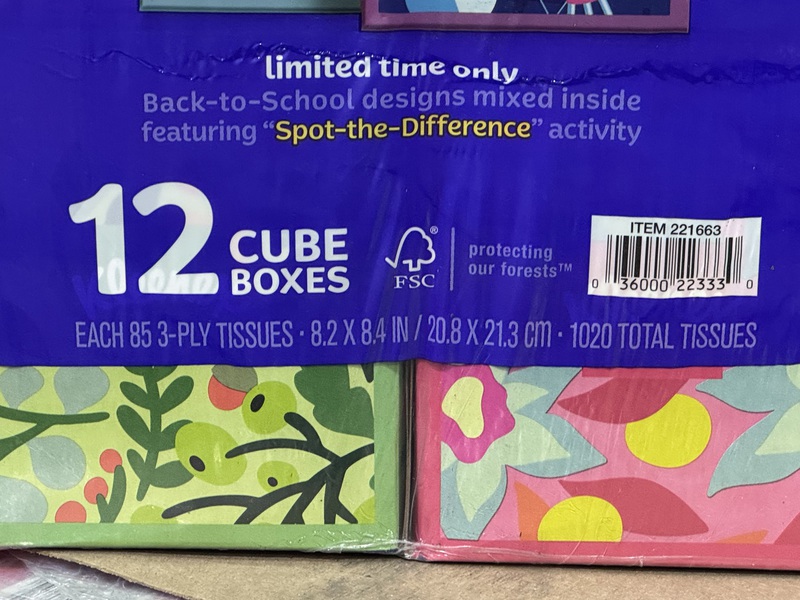 limited time only
Back-to-School designs mixed inside
featuring “Spot-the-Difference” activity
12 CUBE
BOXES
FSC®
protecting
our forests™
ITEM 221663
0 36000 22333 0
EACH 85 3-PLY TISSUES · 8.2 X 8.4 IN / 20.8 X 21.3 cm · 1020 TOTAL TISSUES